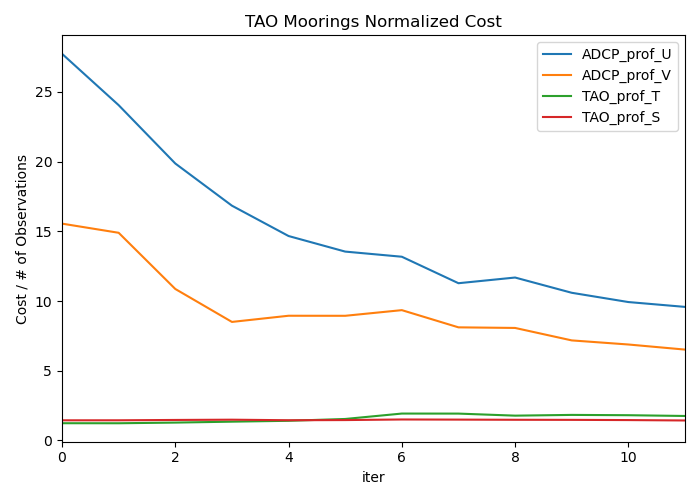 TAO Moorings Normalized Cost
ADCP_prof_U
ADCP_prof_V
TAO_prof_T
TAO_prof_S
Cost / # of Observations
25
20
15
10
5
0
0 2 4 6 8 10
iter